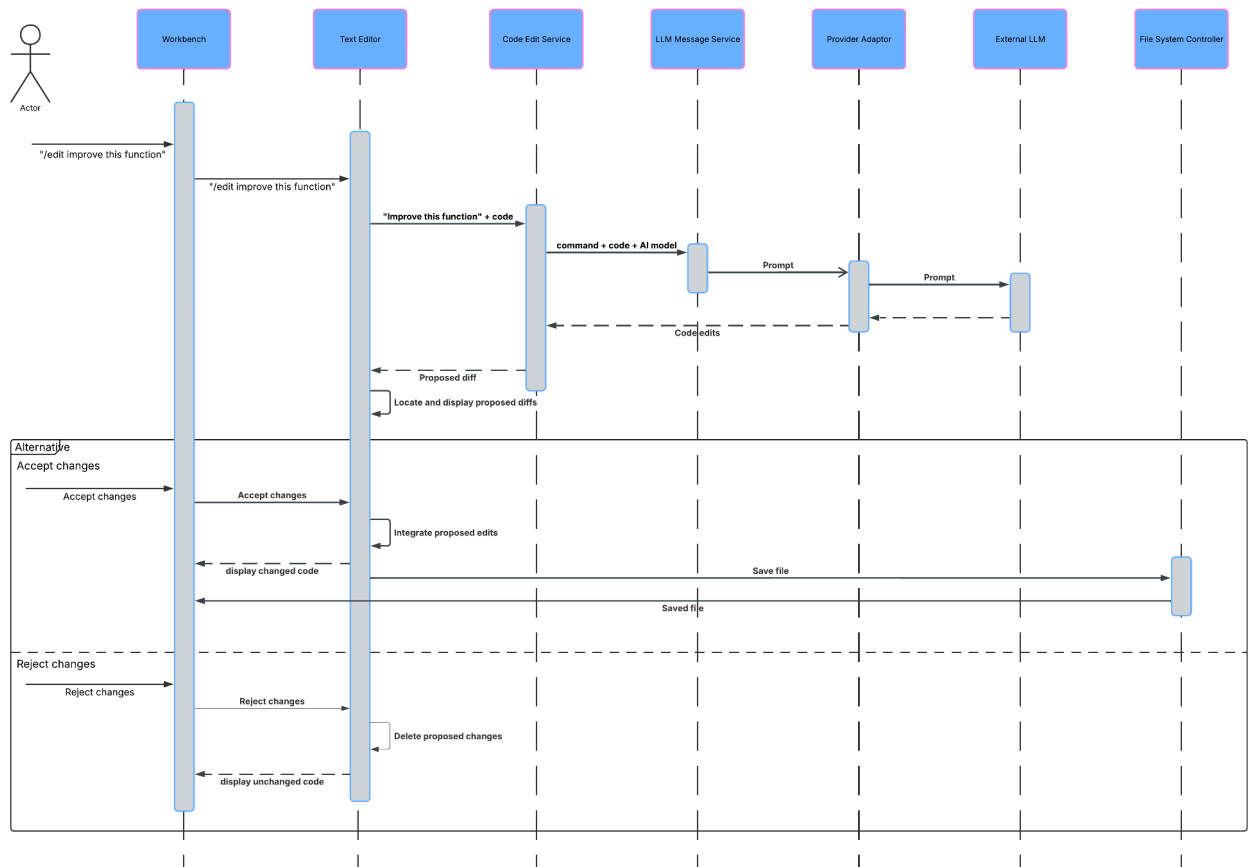 Workbench
Text Editor
Code Edit Service
LLM Message Service
Provider Adaptor
External LLM
File System Controller
Actor
"/edit improve this function"
"/edit improve this function"
"Improve this function" + code
command + code + AI model
Prompt
Prompt
Code edits
Proposed diff
Locate and display proposed diffs
Alternative
Accept changes
Accept changes
Accept changes
Integrate proposed edits
display changed code
Save file
Saved file
Reject changes
Reject changes
Reject changes
Delete proposed changes
display unchanged code